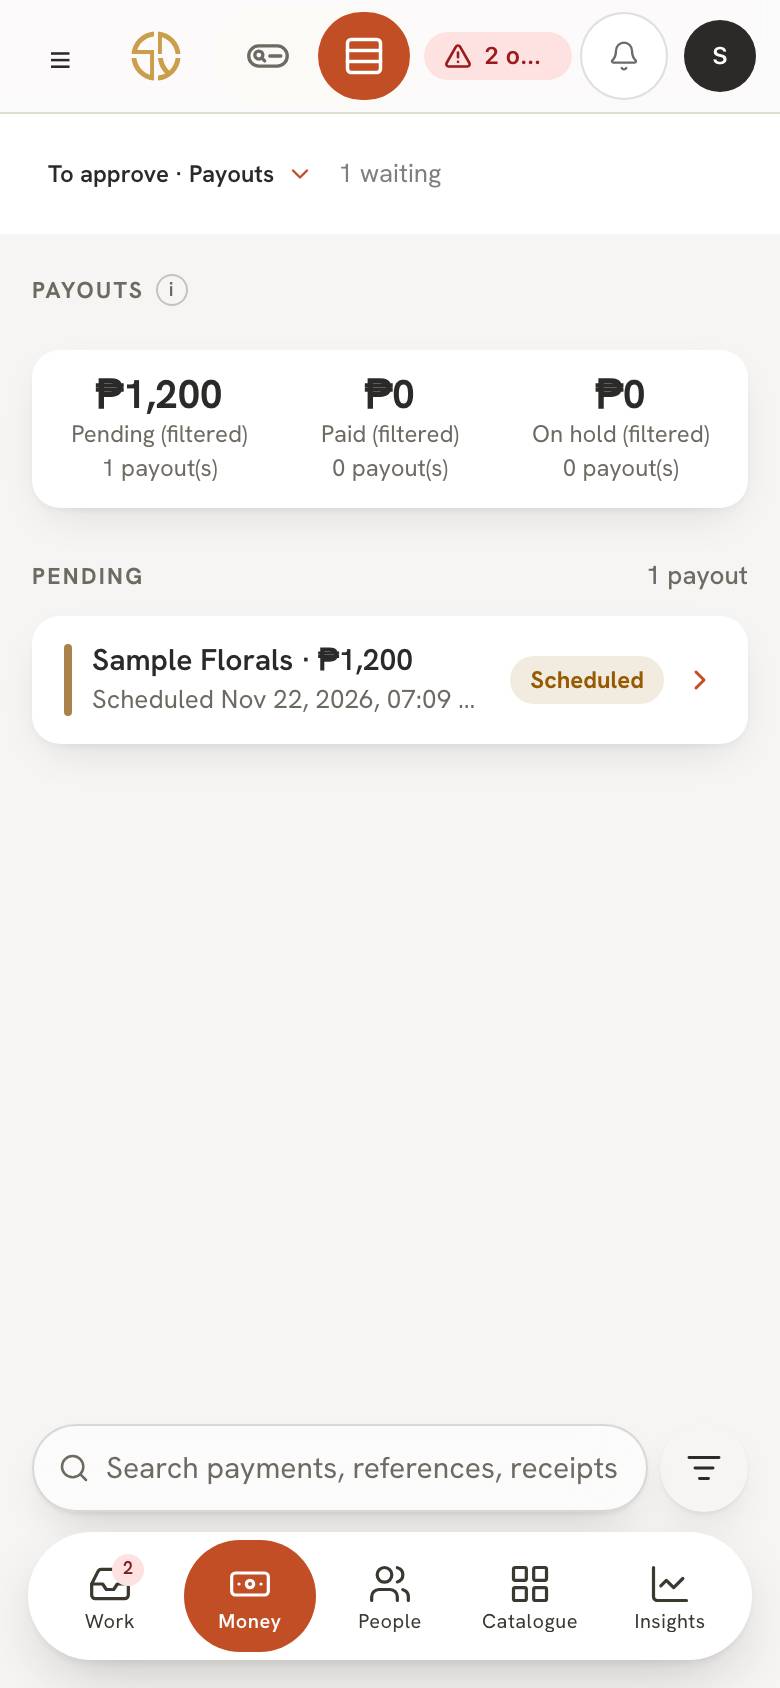 2 o...
S
To approve · Payouts
1 waiting
PAYOUTS i
₱1,200
Pending (filtered)
1 payout(s)
₱0
Paid (filtered)
0 payout(s)
₱0
On hold (filtered)
0 payout(s)
PENDING
1 payout
Sample Florals · ₱1,200
Scheduled Nov 22, 2026, 07:09 ...
Scheduled
Search payments, references, receipts
2
Work
Money
People
Catalogue
Insights